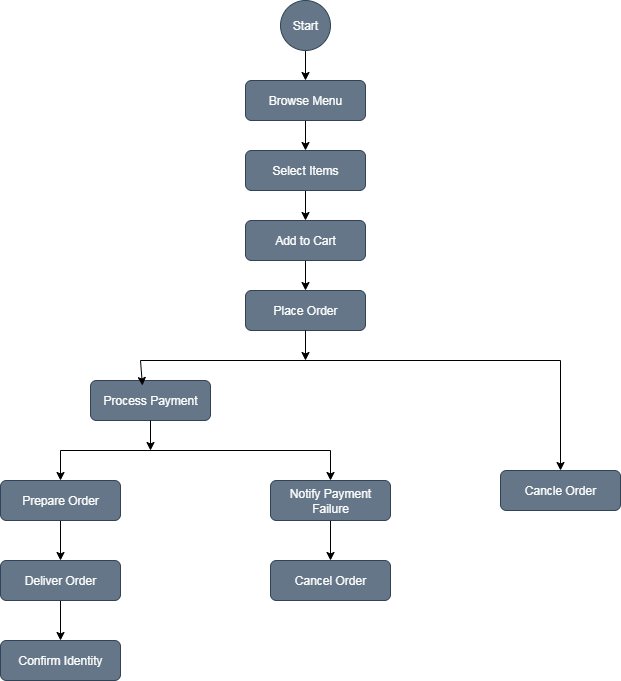 Start
Browse Menu
Select Items
Add to Cart
Place Order
Process Payment
Prepare Order
Notify Payment
Failure
Cancle Order
Deliver Order
Cancel Order
Confirm Identity